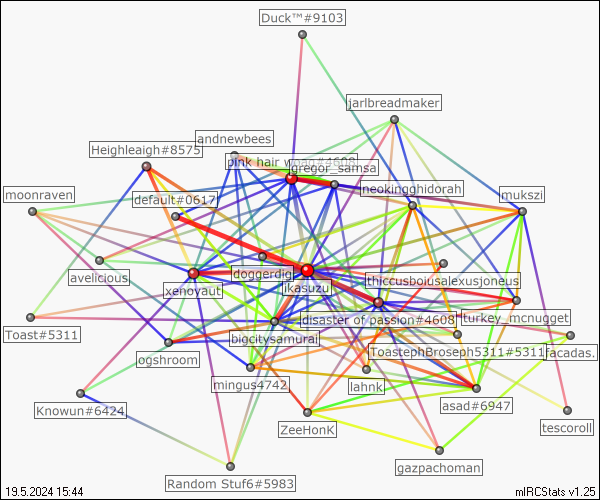 Duck™#9103
jarlbreadmaker
andnewbees
Heighleaigh#8575
pink hair
gregor_samsa
neokingghidorah
moonraven
default#0617
mukszi
avelicious
xenovaut
doggerdig
jkasuzu
thiccusboiusalexusjoneus
Toast#5311
bigcitysamurai
disaster of passion#4608
turkey_mcnugget
ogshroom
ToastephBroseph5311#5311
facadas.
mingus4742
lahnk
Knowun#6424
asad#6947
tescoroll
ZeeHonK
gazpachoman
Random Stuf6#5983
19.5.2024 15:44
mIRCStats v1.25